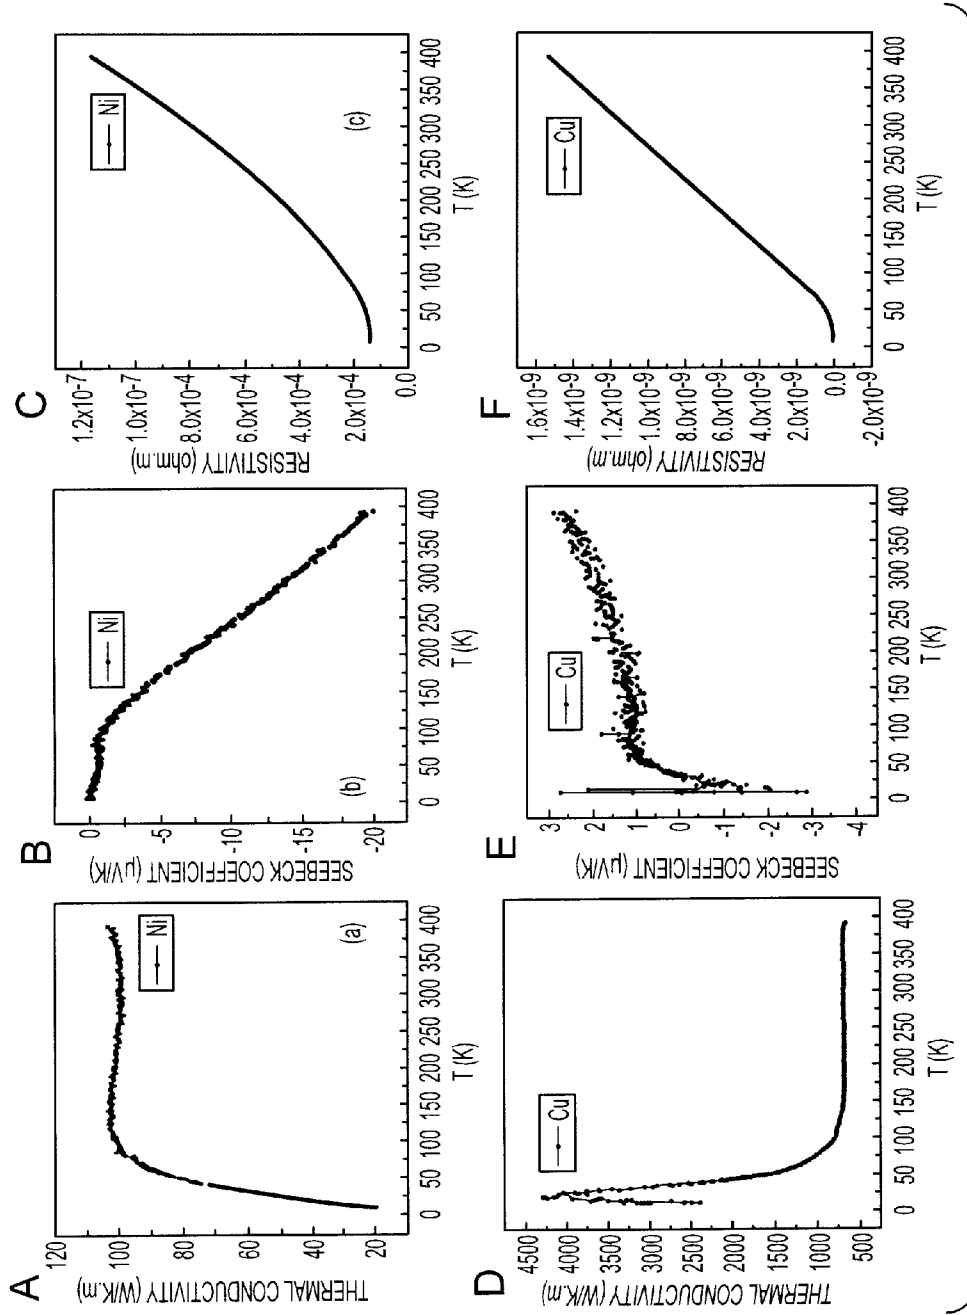 A
THERMAL CONDUCTIVITY (W/K.m)
120
100
80
60
40
20
0 50 100 150 200 250 300 350 400
T (K)
Ni
(a)
B
SEEBECK COEFFICIENT (μV/K)
0
-5
-10
-15
-20
0 50 100 150 200 250 300 350 400
T (K)
Ni
(b)
C
RESISTIVITY (ohm.m)
1.2x10-7
1.0x10-7
8.0x10-4
6.0x10-4
4.0x10-4
2.0x10-4
0.0
0 50 100 150 200 250 300 350 400
T (K)
Ni
(c)
D
THERMAL CONDUCTIVITY (W/K.m)
4500
4000
3500
3000
2500
2000
1500
1000
500
0 50 100 150 200 250 300 350 400
T (K)
Cu
E
SEEBECK COEFFICIENT (μV/K)
3
2
1
0
-1
-2
-3
-4
0 50 100 150 200 250 300 350 400
T (K)
Cu
F
RESISTIVITY (ohm.m)
1.6x10-9
1.4x10-9
1.2x10-9
1.0x10-9
8.0x10-9
6.0x10-9
4.0x10-9
2.0x10-9
0.0
-2.0x10-9
0 50 100 150 200 250 300 350 400
T (K)
Cu